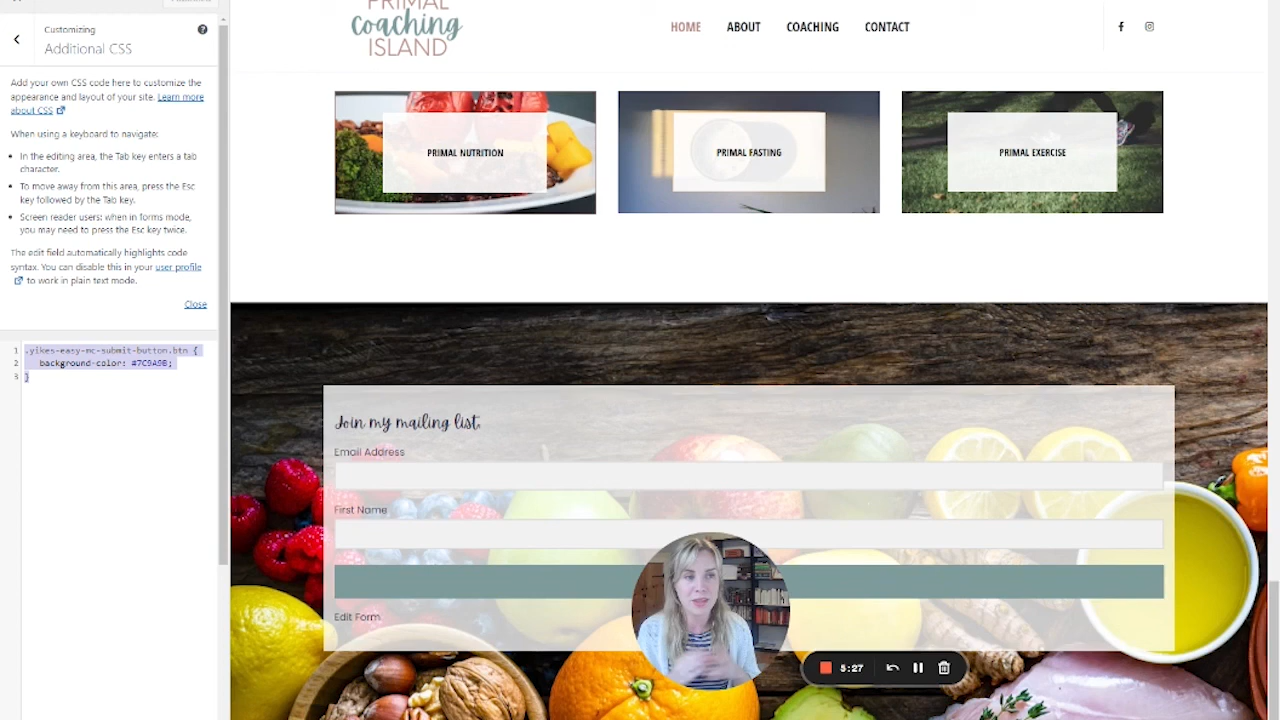 Customizing
Additional CSS
Add your own CSS code here to customize the
appearance and layout of your site. Learn more
about CSS
When using a keyboard to navigate:
In the editing area, the Tab key enters a tab
character.
To move away from this area, press the Esc
key followed by the Tab key.
Screen reader users: when in forms mode,
you may need to press the Esc key twice.
The edit field automatically highlights code
syntax. You can disable this in your user profile
to work in plain text mode.
Close
1 .yikes-easy-mc-submit-button.btn {
2 background-color: #7C9A9B;
3 }
PRIMAL
coaching
ISLAND
HOME ABOUT COACHING CONTACT
PRIMAL NUTRITION
PRIMAL FASTING
PRIMAL EXERCISE
Join my mailing list.
Email Address
First Name
Edit Form
5:27